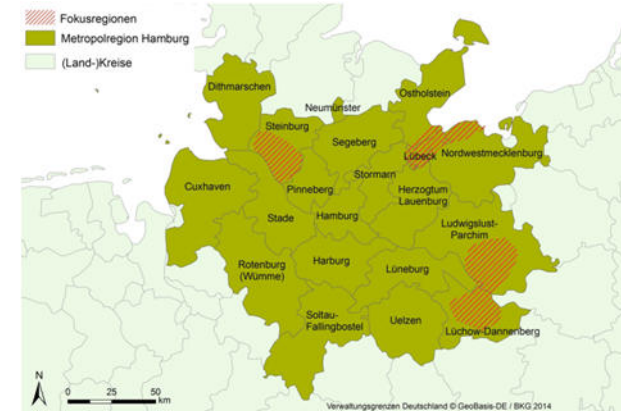 Fokusregionen
Metropolregion Hamburg
(Land-)Kreise
Dithmarschen
Ostholstein
Neumünster
Steinburg
Segeberg
Lübeck
Nordwestmecklenburg
Stormarn
Cuxhaven
Pinneberg
Herzogtum
Lauenburg
Stade
Hamburg
Ludwigslust-
Parchim
Rotenburg
(Wümme)
Harburg
Lüneburg
Soltau-
Fallingbostel
Uelzen
Lüchow-Dannenberg
N
0 25 50
km
Verwaltungsgrenzen Deutschland © GeoBasis-DE / BKG 2014